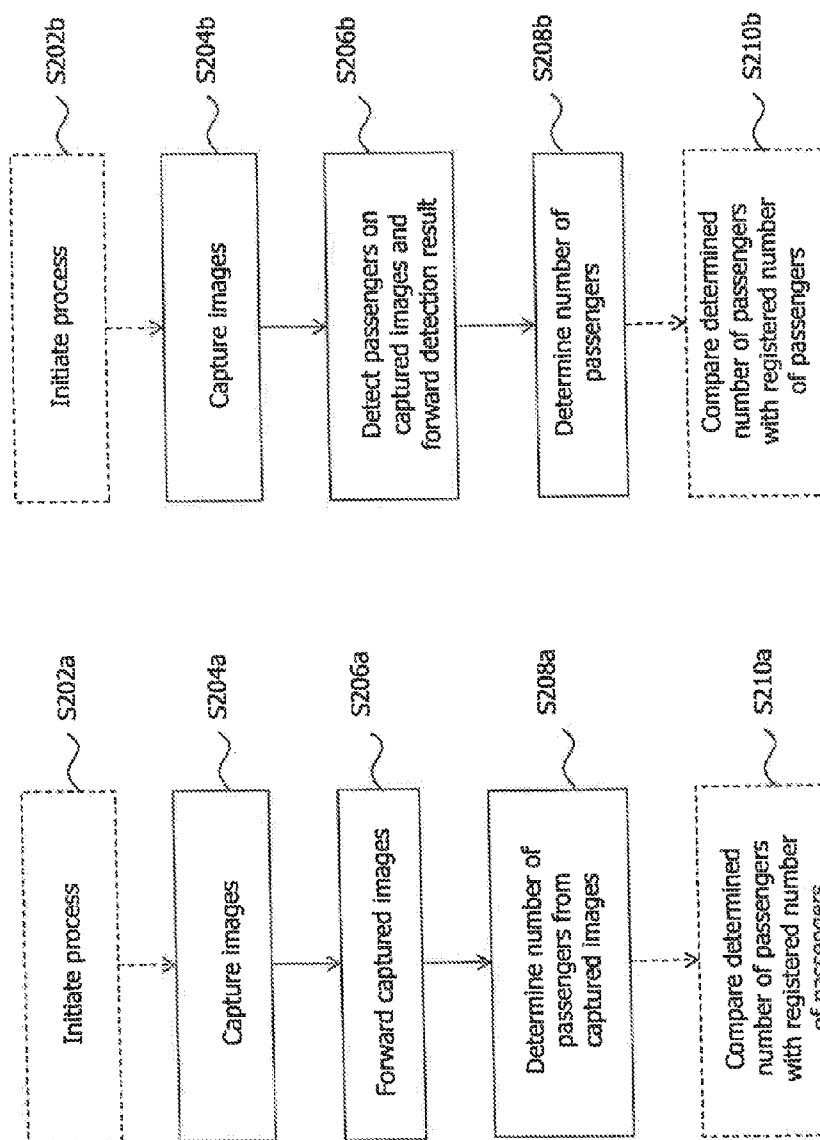 Initiate process
S202a
Capture images
S204a
Forward captured images
S206a
Determine number of
passengers from
captured images
S208a
Compare determined
number of passengers
with registered number
of passengers
S210a
Initiate process
S202b
Capture images
S204b
Detect passengers on
captured images and
forward detection result
S206b
Determine number of
passengers
S208b
Compare determined
number of passengers
with registered number
of passengers
S210b